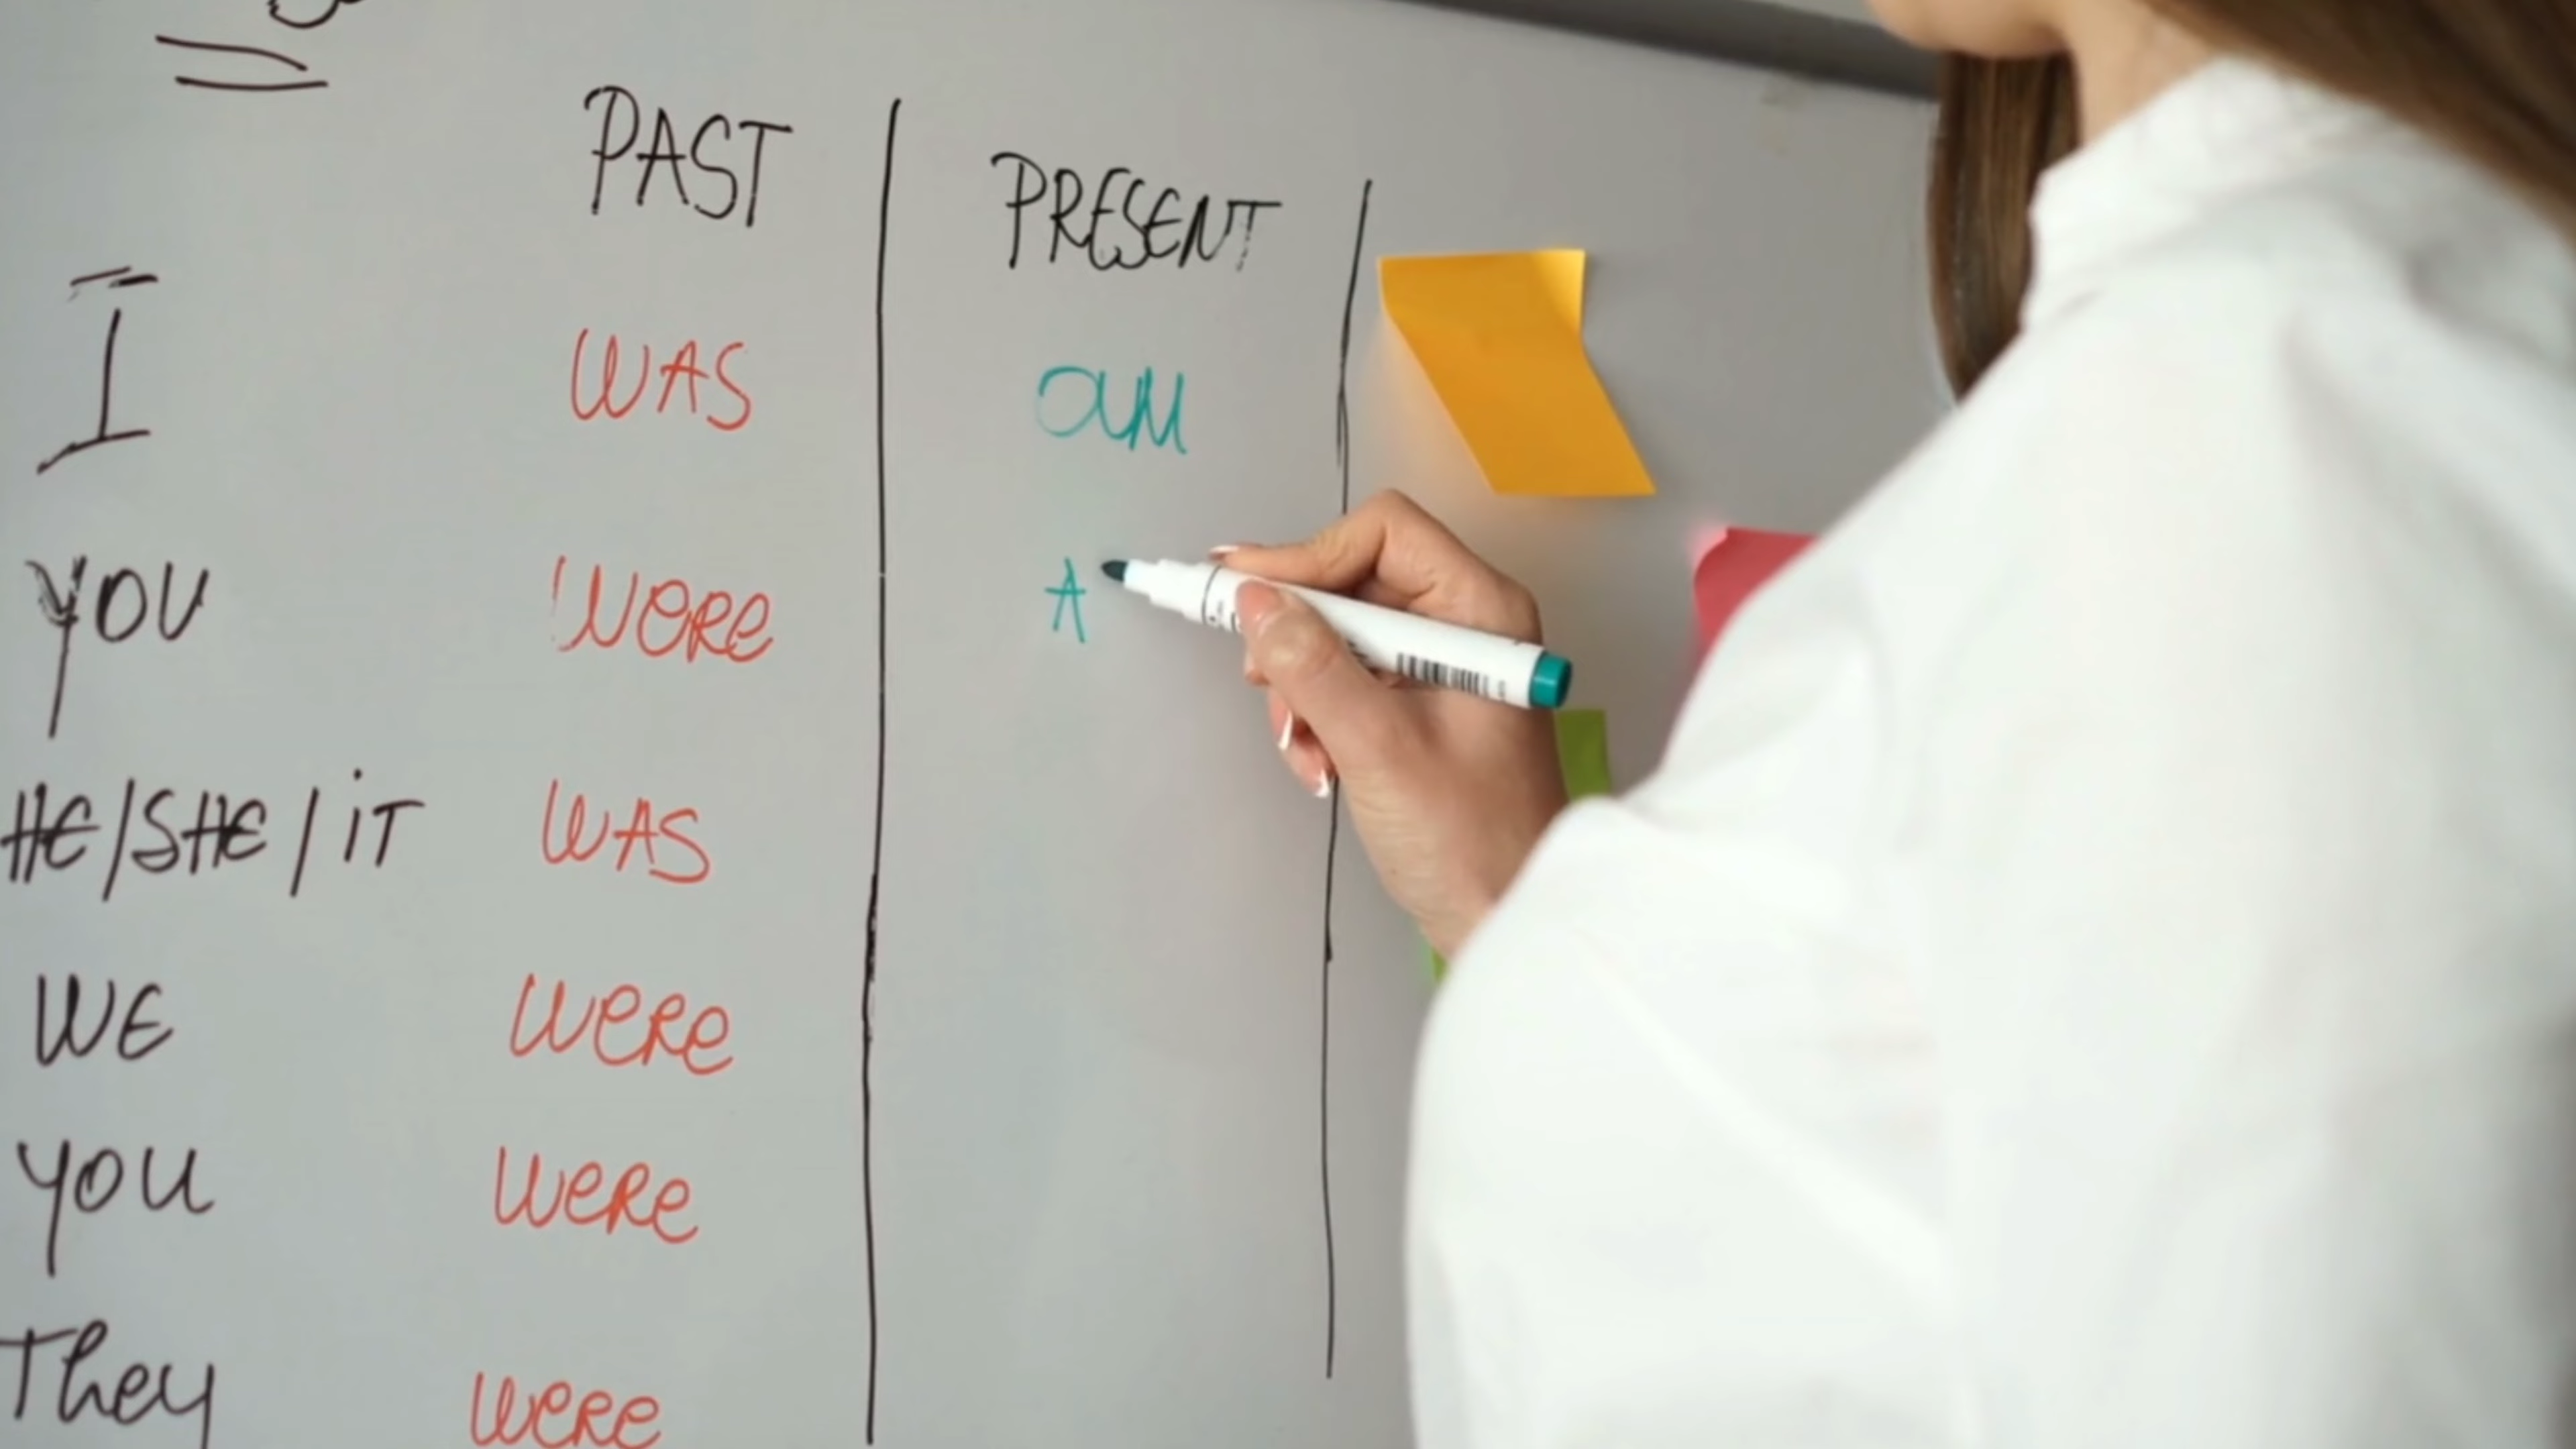 PAST PRESENT
I WAS am
YOU WeRe A
HE/SHE/iT WAS
WE WeRe
YOU WeRe
They WeRe